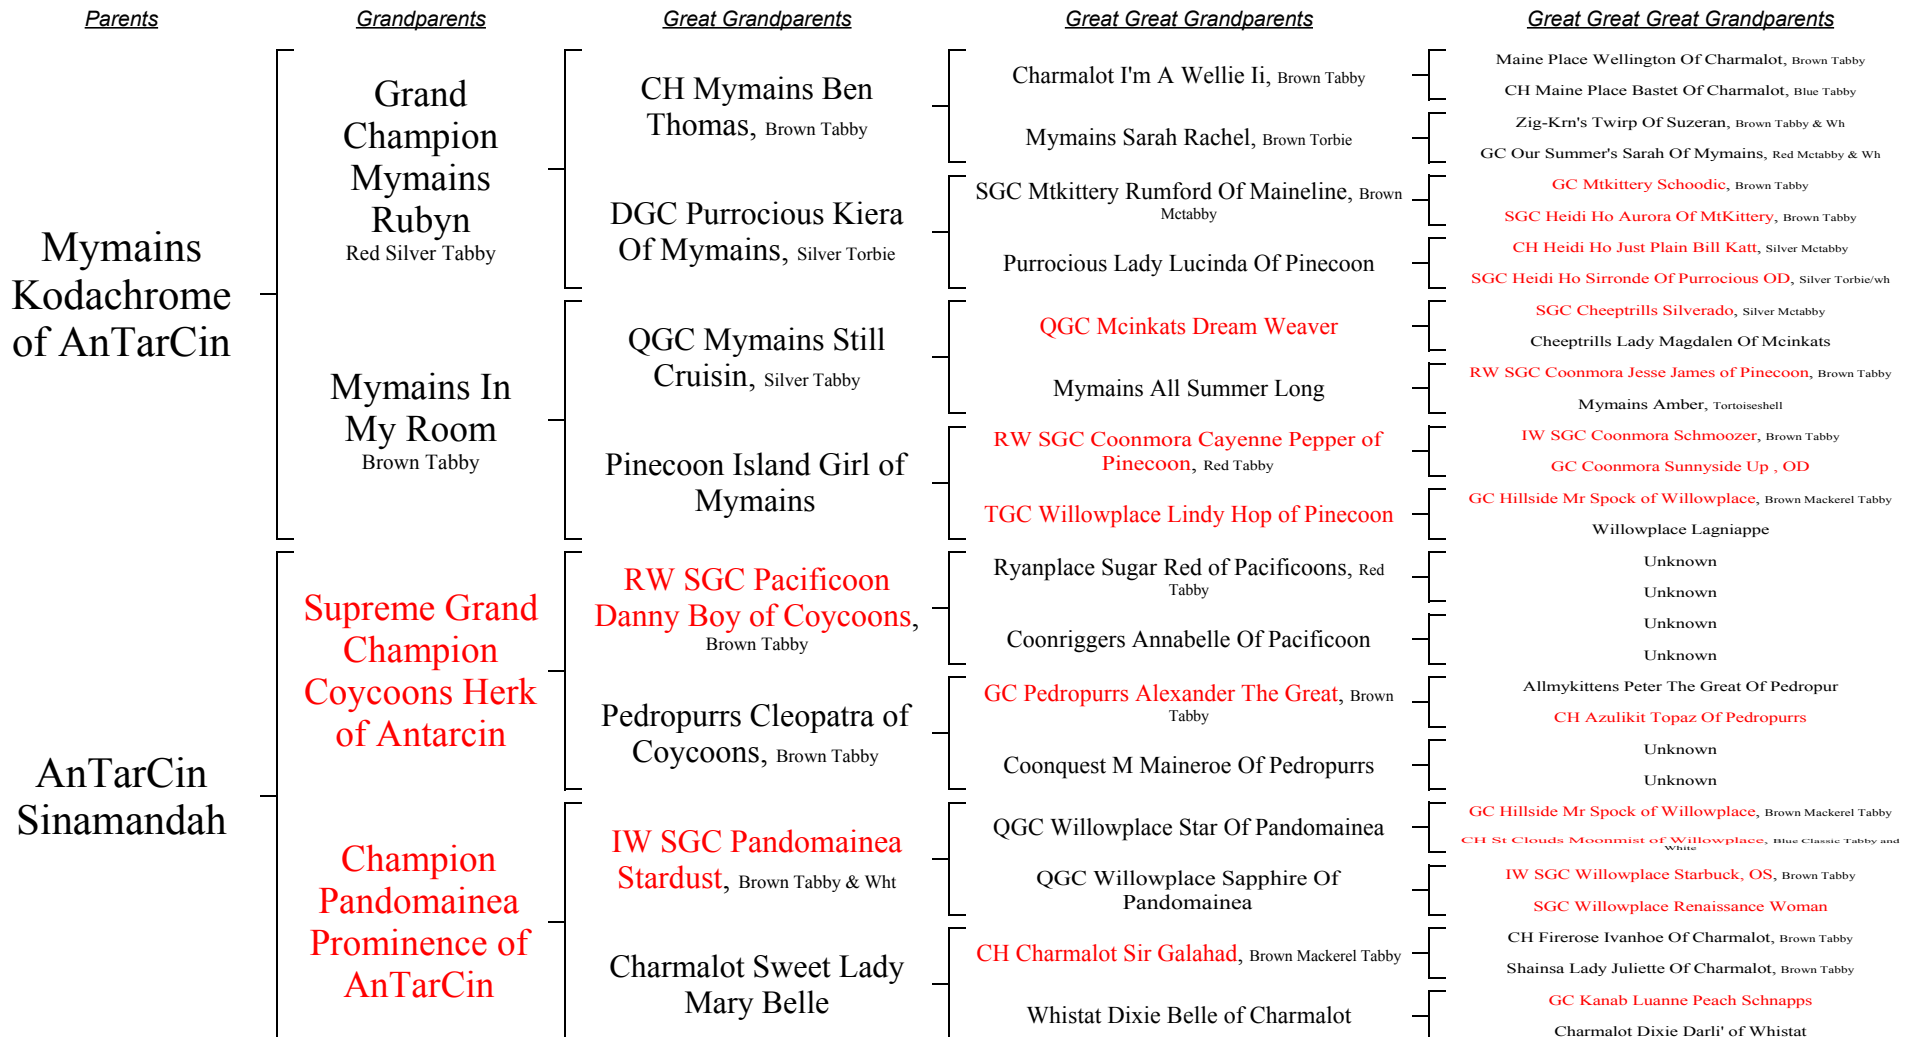 Parents
Grandparents
Great Grandparents
Great Great Grandparents
Great Great Great Grandparents
Mymains
Kodachrome
of AnTarCin
AnTarCin
Sinamandah
Grand
Champion
Mymains
Rubyn
Red Silver Tabby
Mymains In
My Room
Brown Tabby
Supreme Grand
Champion
Coycoons Herk
of Antarcin
Champion
Pandomainea
Prominence of
AnTarCin
CH Mymains Ben
Thomas, Brown Tabby
DGC Purrocious Kiera
Of Mymains, Silver Torbie
QGC Mymains Still
Cruisin, Silver Tabby
Pinecoon Island Girl of
Mymains
RW SGC Pacificoon
Danny Boy of Coycoons,
Brown Tabby
Pedropurrs Cleopatra of
Coycoons, Brown Tabby
IW SGC Pandomainea
Stardust, Brown Tabby & Wht
Charmalot Sweet Lady
Mary Belle
Charmalot I'm A Wellie Ii, Brown Tabby
Mymains Sarah Rachel, Brown Torbie
SGC Mtkittery Rumford Of Maineline, Brown
Mctabby
Purrocious Lady Lucinda Of Pinecoon
QGC Mcinkats Dream Weaver
Mymains All Summer Long
RW SGC Coonmora Cayenne Pepper of
Pinecoon, Red Tabby
TGC Willowplace Lindy Hop of Pinecoon
Ryanplace Sugar Red of Pacificoons, Red
Tabby
Coonriggers Annabelle Of Pacificoon
GC Pedropurrs Alexander The Great, Brown
Tabby
Coonquest M Maineroe Of Pedropurrs
QGC Willowplace Star Of Pandomainea
QGC Willowplace Sapphire Of
Pandomainea
CH Charmalot Sir Galahad, Brown Mackerel Tabby
Whistat Dixie Belle of Charmalot
Maine Place Wellington Of Charmalot, Brown Tabby
CH Maine Place Bastet Of Charmalot, Blue Tabby
Zig-Krn's Twirp Of Suzeran, Brown Tabby & Wh
GC Our Summer's Sarah Of Mymains, Red Mctabby & Wh
GC Mtkittery Schoodic, Brown Tabby
SGC Heidi Ho Aurora Of MtKittery, Brown Tabby
CH Heidi Ho Just Plain Bill Katt, Silver Mctabby
SGC Heidi Ho Sirronde Of Purrocious OD, Silver Torbie/wh
SGC Cheeptrills Silverado, Silver Mctabby
Cheeptrills Lady Magdalen Of Mcinkats
RW SGC Coonmora Jesse James of Pinecoon, Brown Tabby
Mymains Amber, Tortoiseshell
IW SGC Coonmora Schmoozer, Brown Tabby
GC Coonmora Sunnyside Up , OD
GC Hillside Mr Spock of Willowplace, Brown Mackerel Tabby
Willowplace Lagniappe
Unknown
Unknown
Unknown
Unknown
Allmykittens Peter The Great Of Pedropur
CH Azulikit Topaz Of Pedropurrs
Unknown
Unknown
GC Hillside Mr Spock of Willowplace, Brown Mackerel Tabby
CH St Clouds Moonmist of Willowplace, Blue Classic Tabby and
White
IW SGC Willowplace Starbuck, OS, Brown Tabby
SGC Willowplace Renaissance Woman
CH Firerose Ivanhoe Of Charmalot, Brown Tabby
Shainsa Lady Juliette Of Charmalot, Brown Tabby
GC Kanab Luanne Peach Schnapps
Charmalot Dixie Darli' of Whistat